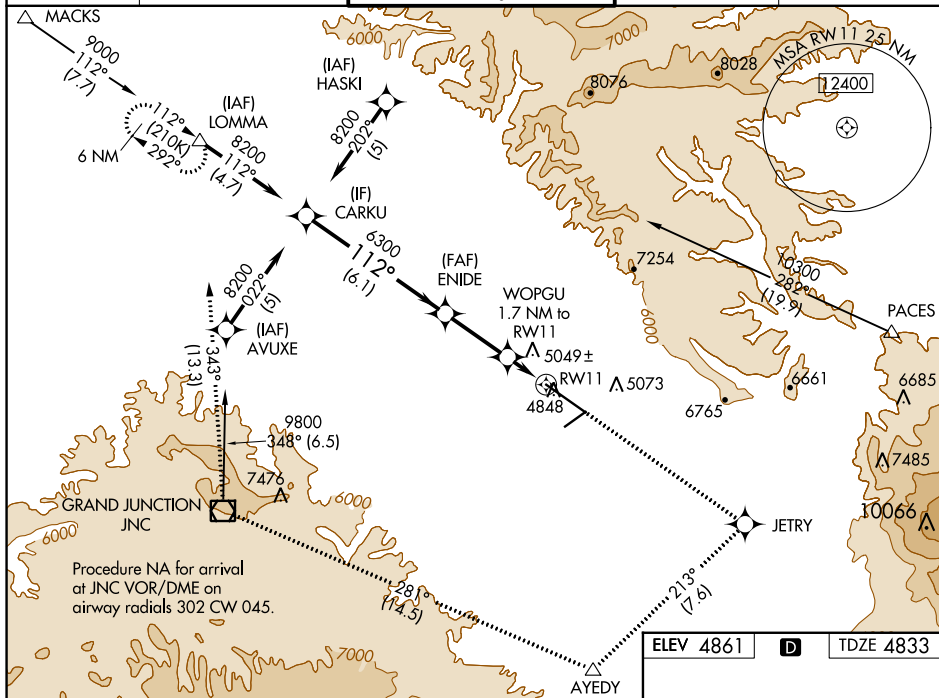 MACKS
9000
112°
(7.7)
(IAF)
LOMMA
112°
(210K)
292°
6 NM
8200
112°
(4.7)
(IAF)
HASKI
8200
202°
(5)
(IF)
CARKU
6300
112°
(6.1)
(FAF)
ENIDE
WOPGU
1.7 NM to
RW11
5049±
RW11
4848
5073
8200
022°
(5)
(IAF)
AVUXE
343°
(13.3)
9800
348° (6.5)
7476
GRAND JUNCTION
JNC
6000
6000
Procedure NA for arrival
at JNC VOR/DME on
airway radials 302 CW 045.
281°
(14.5)
7000
AYEDY
213°
(7.6)
JETRY
6000
7000
8076
8028
MSA RW11 25 NM
12400
7254
6000
10300
282°
(19.9)
PACES
6661
6765
6685
7485
10066
ELEV 4861
D
TDZE 4833